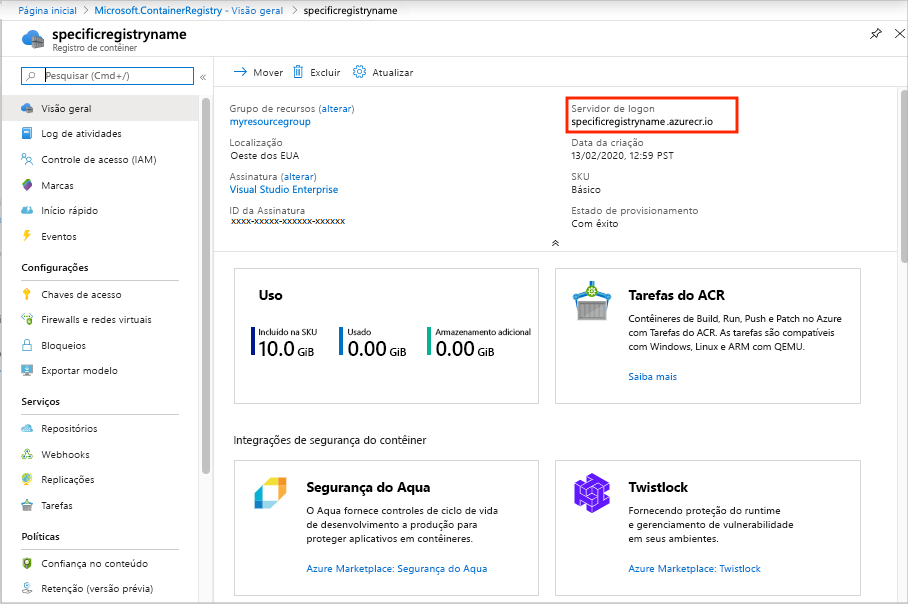 Página inicial > Microsoft.ContainerRegistry - Visão geral > specificregistryname
specificregistryname
Registro de contêiner
Pesquisar (Cmd+/)
«
Visão geral
Log de atividades
Controle de acesso (IAM)
Marcas
Início rápido
Eventos
Configurações
Chaves de acesso
Firewalls e redes virtuais
Bloqueios
Exportar modelo
Serviços
Repositórios
Webhooks
Replicações
Tarefas
Políticas
Confiança no conteúdo
Retenção (versão prévia)
Mover Excluir Atualizar
Grupo de recursos (alterar)
myresourcegroup
Localização
Oeste dos EUA
Assinatura (alterar)
Visual Studio Enterprise
ID da Assinatura
xxxx-xxxxx-xxxxxx-xxxxxx
Servidor de logon
specificregistryname.azurecr.io
Data da criação
13/02/2020, 12:59 PST
SKU
Básico
Estado de provisionamento
Com êxito
Uso
Incluído na SKU
10.0 GiB
Usado
0.00 GiB
Armazenamento adicional
0.00 GiB
Tarefas do ACR
Contêineres de Build, Run, Push e Patch no Azure
com Tarefas do ACR. As tarefas são compatíveis
com Windows, Linux e ARM com QEMU.
Saiba mais
Integrações de segurança do contêiner
Segurança do Aqua
O Aqua fornece controles de ciclo de vida
de desenvolvimento a produção para
proteger aplicativos em contêineres.
Azure Marketplace: Segurança do Aqua
Twistlock
Fornecendo proteção do runtime
e gerenciamento de vulnerabilidade
em seus ambientes.
Azure Marketplace: Twistlock